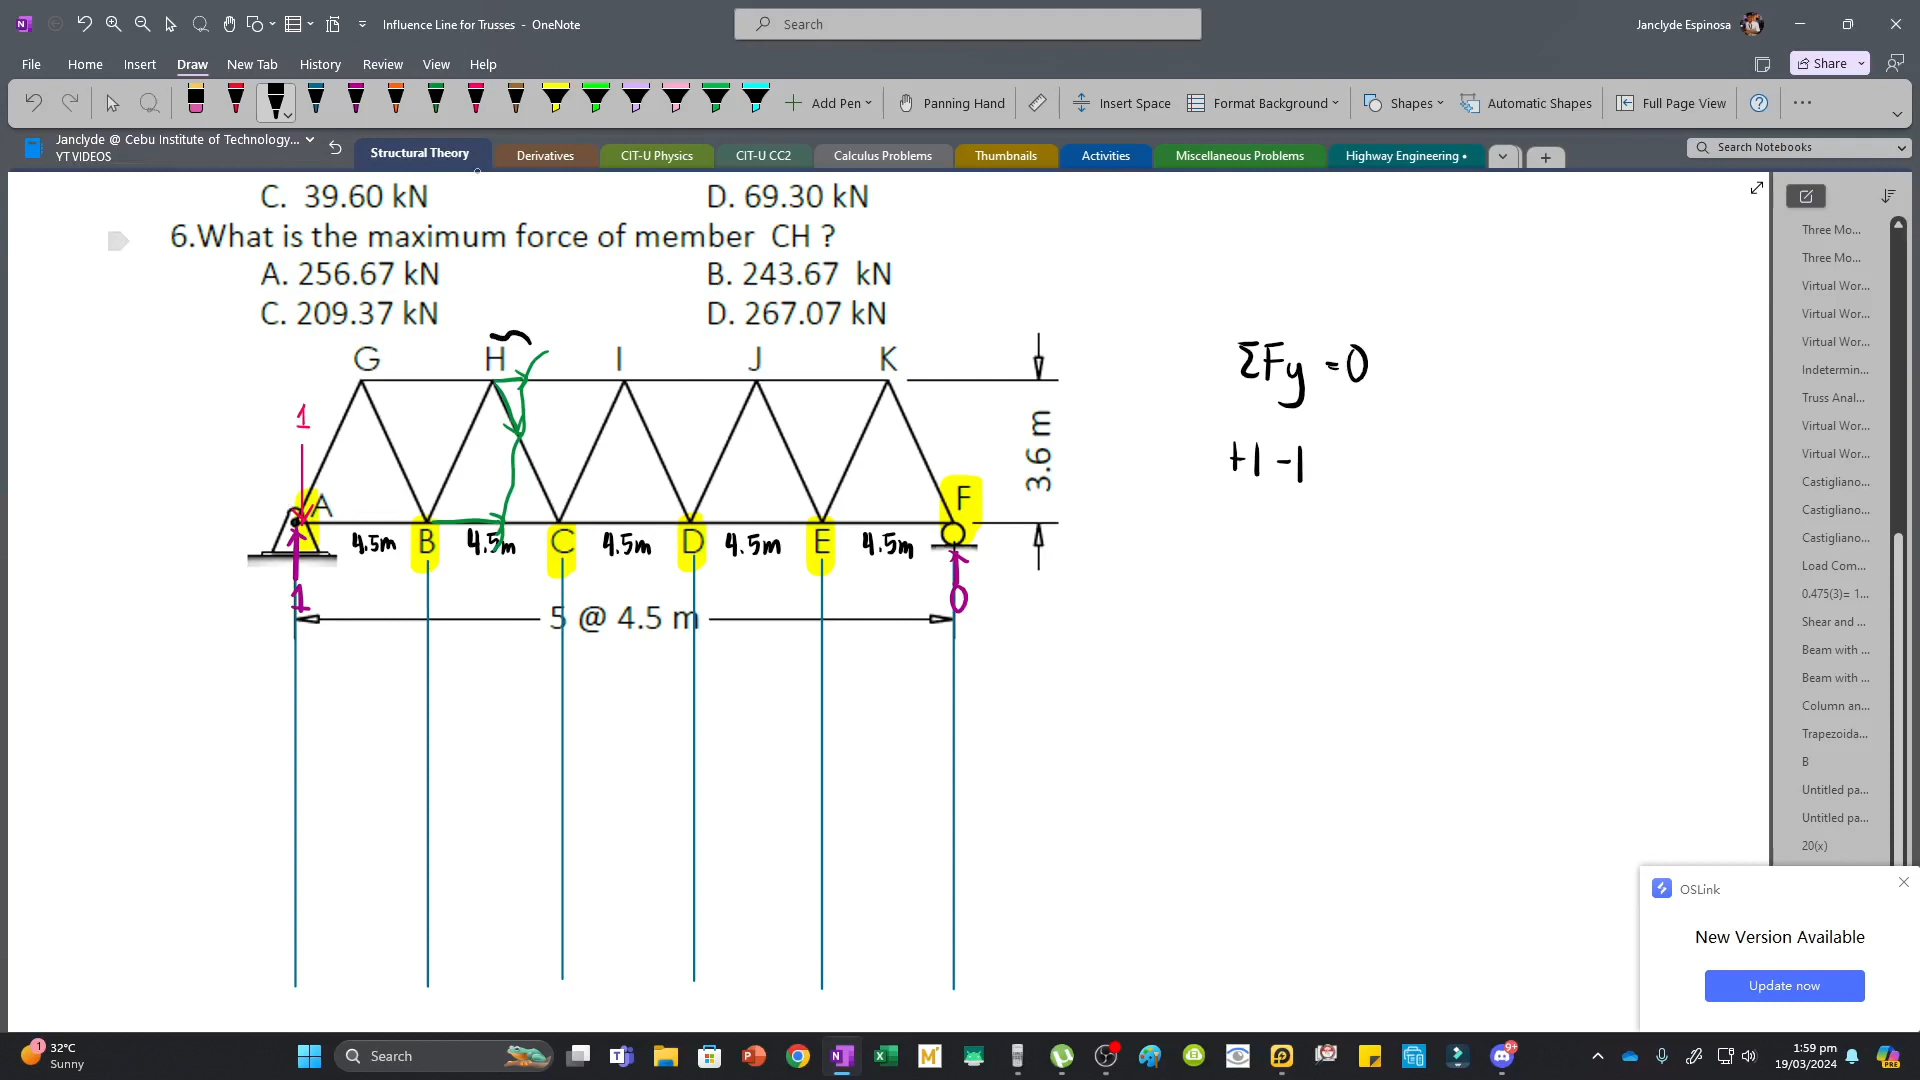 Influence Line for Trusses - OneNote
Search
Janclyde Espinosa
File Home Insert Draw New Tab History Review View Help
Share
Add Pen
Panning Hand
Insert Space
Format Background
Shapes
Automatic Shapes
Full Page View
Janclyde @ Cebu Institute of Technology...
YT VIDEOS
Structural Theory
Derivatives
CIT-U Physics
CIT-U CC2
Calculus Problems
Thumbnails
Activities
Miscellaneous Problems
Highway Engineering •
Search Notebooks
C. 39.60 kN D. 69.30 kN
6.What is the maximum force of member CH ?
A. 256.67 kN B. 243.67 kN
C. 209.37 kN D. 267.07 kN
G H I J K
1
3.6 m
A F
4.5m B 4.5m C 4.5m D 4.5m E 4.5m
1 0
5 @ 4.5 m
ΣFy = 0
+1 -1
Three Mo...
Three Mo...
Virtual Wor...
Virtual Wor...
Virtual Wor...
Indetermin...
Truss Anal...
Virtual Wor...
Virtual Wor...
Castigliano...
Castigliano...
Castigliano...
Load Com...
0.475(3)= 1...
Shear and ...
Beam with ...
Beam with ...
Column an...
Trapezoida...
B
Untitled pa...
Untitled pa...
20(x)
OSLink
New Version Available
Update now
1
32°C
Sunny
Search
9+
1:59 pm
19/03/2024
PRE